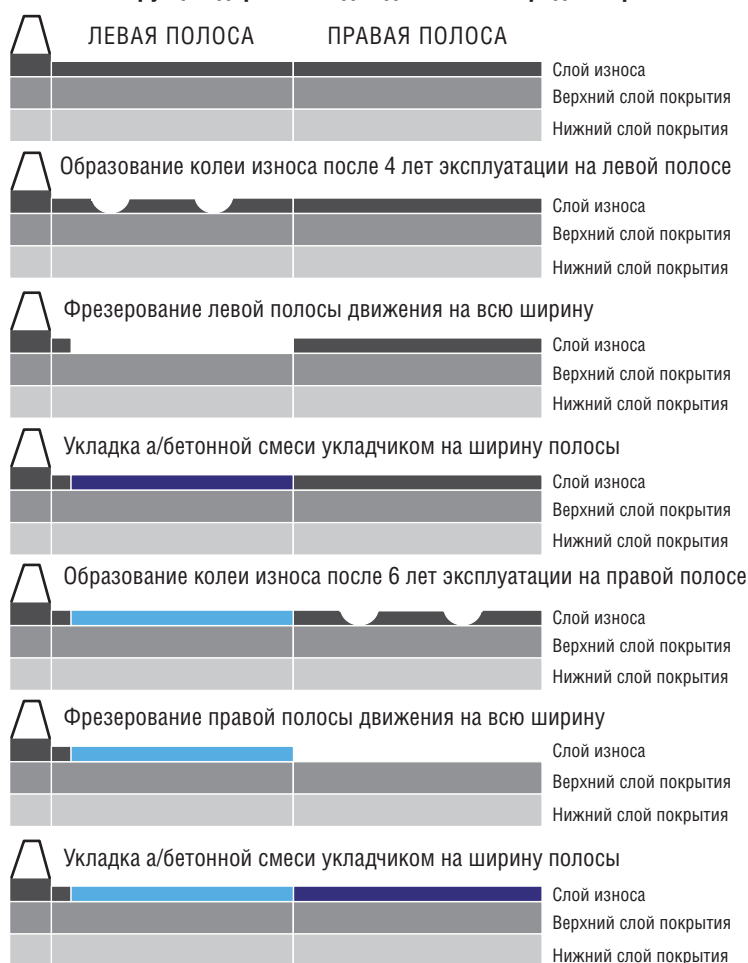 ЛЕВАЯ ПОЛОСА ПРАВАЯ ПОЛОСА
Слой износа
Верхний слой покрытия
Нижний слой покрытия
Образование колеи износа после 4 лет эксплуатации на левой полосе
Слой износа
Верхний слой покрытия
Нижний слой покрытия
Фрезерование левой полосы движения на всю ширину
Слой износа
Верхний слой покрытия
Нижний слой покрытия
Укладка а/бетонной смеси укладчиком на ширину полосы
Слой износа
Верхний слой покрытия
Нижний слой покрытия
Образование колеи износа после 6 лет эксплуатации на правой полосе
Слой износа
Верхний слой покрытия
Нижний слой покрытия
Фрезерование правой полосы движения на всю ширину
Слой износа
Верхний слой покрытия
Нижний слой покрытия
Укладка а/бетонной смеси укладчиком на ширину полосы
Слой износа
Верхний слой покрытия
Нижний слой покрытия